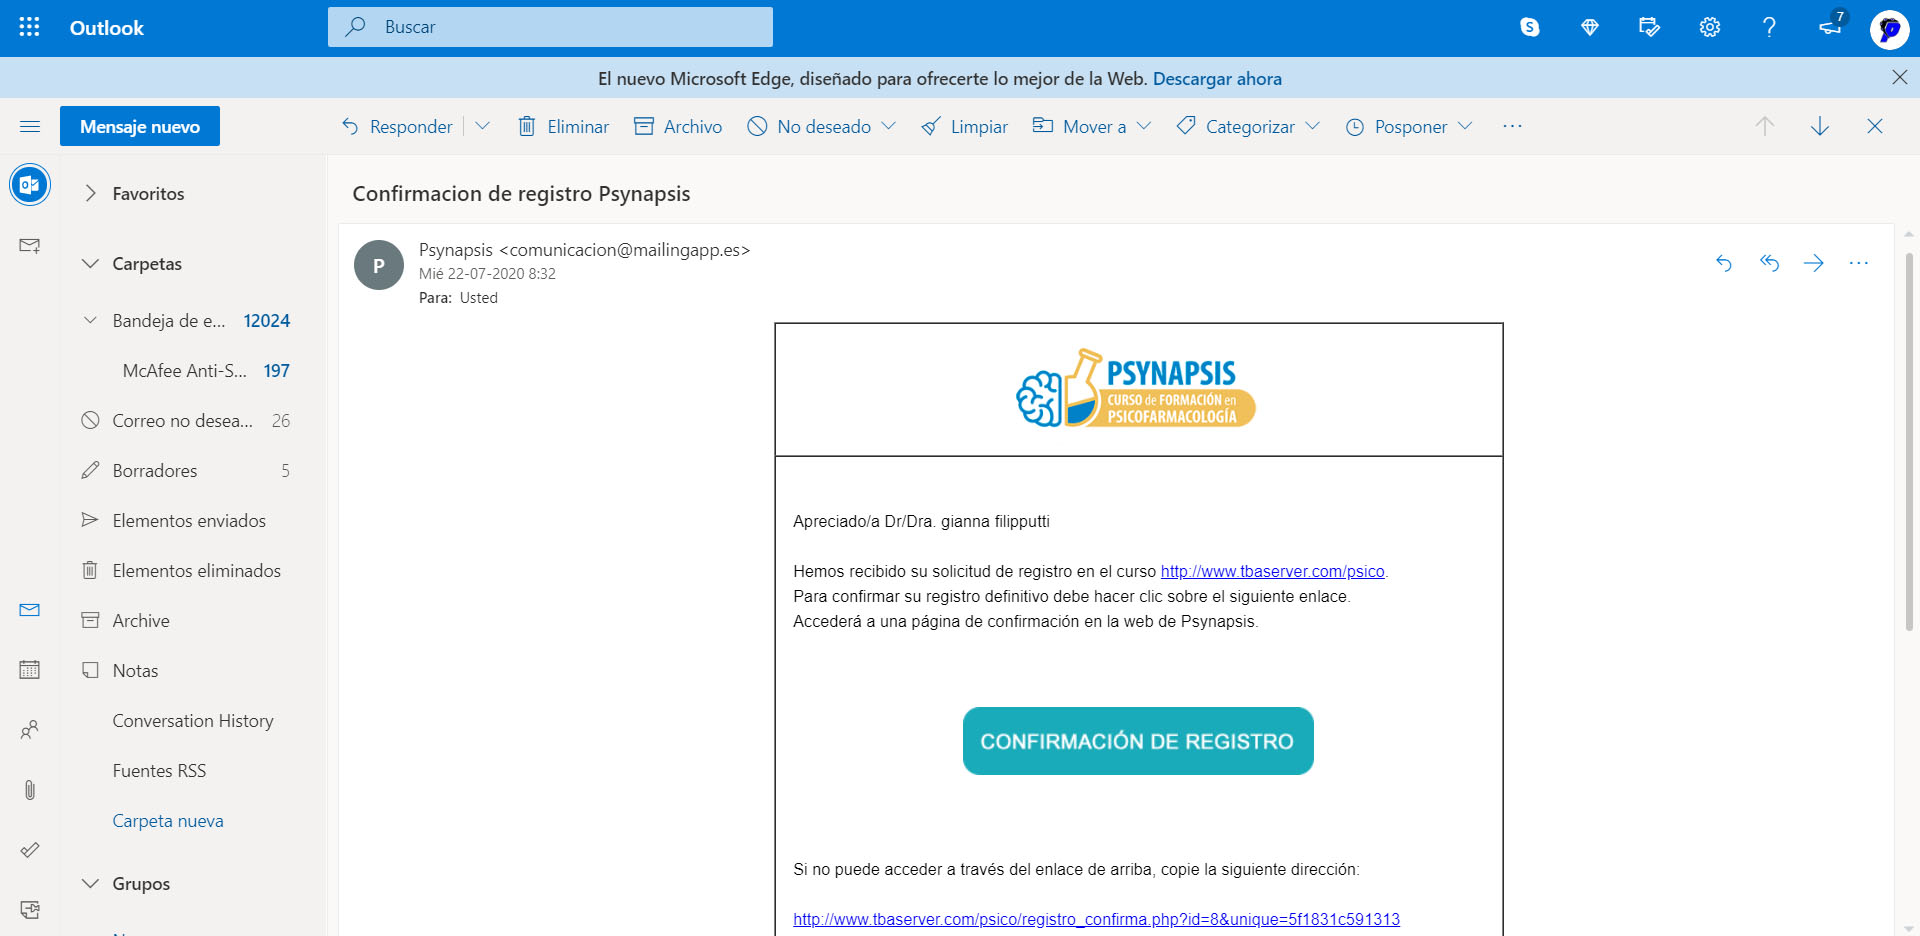 Outlook
Buscar
7
El nuevo Microsoft Edge, diseñado para ofrecerte lo mejor de la Web. Descargar ahora
Mensaje nuevo
Responder
Eliminar
Archivo
No deseado
Limpiar
Mover a
Categorizar
Posponer
Favoritos
Carpetas
Bandeja de e... 12024
McAfee Anti-S... 197
Correo no desea... 26
Borradores 5
Elementos enviados
Elementos eliminados
Archive
Notas
Conversation History
Fuentes RSS
Carpeta nueva
Grupos
Confirmacion de registro Psynapsis
P
Psynapsis <comunicacion@mailingapp.es>
Mié 22-07-2020 8:32
Para: Usted
PSYNAPSIS
CURSO de FORMACIÓN en
PSICOFARMACOLOGÍA
Apreciado/a Dr/Dra. gianna filipputti
Hemos recibido su solicitud de registro en el curso http://www.tbaserver.com/psico.
Para confirmar su registro definitivo debe hacer clic sobre el siguiente enlace.
Accederá a una página de confirmación en la web de Psynapsis.
CONFIRMACIÓN DE REGISTRO
Si no puede acceder a través del enlace de arriba, copie la siguiente dirección:
http://www.tbaserver.com/psico/registro_confirma.php?id=8&unique=5f1831c591313